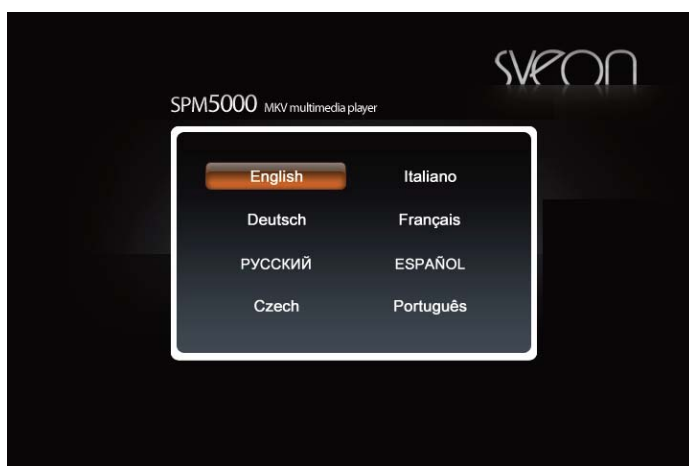 sveon
SPM5000 MKV multimedia player
English Italiano
Deutsch Français
РУССКИЙ ESPAÑOL
Czech Português